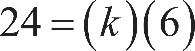 24 = (k)(6)